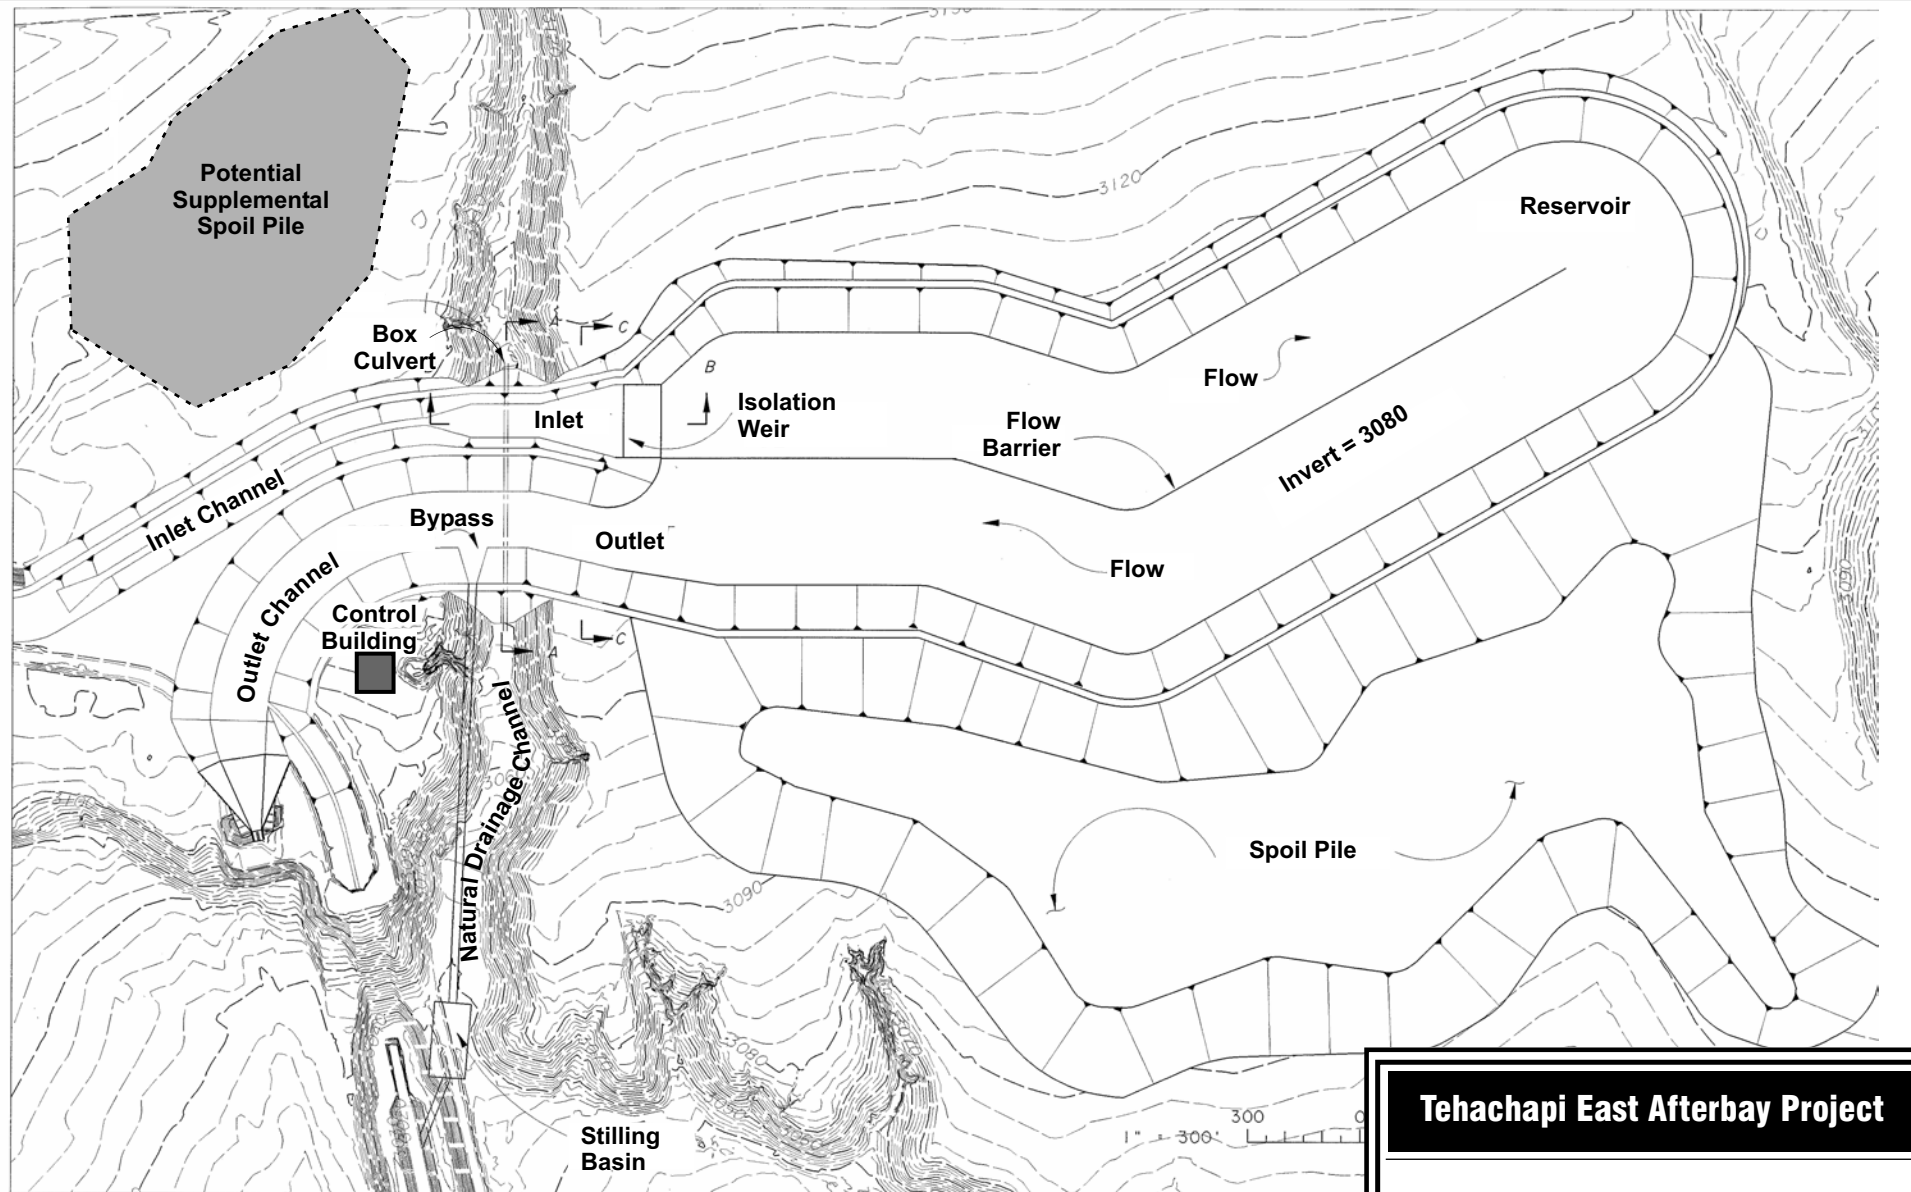 3120
Potential
Supplemental
Spoil Pile
Reservoir
Box
Culvert
A
C
B
Flow
Inlet
Isolation
Weir
Flow
Barrier
Invert = 3080
Inlet Channel
Bypass
Outlet
Flow
Outlet Channel
Control
Building
C
A
3090
Natural Drainage Channel
Spoil Pile
3090
3080
Stilling
Basin
300
0
1" = 300'
Tehachapi East Afterbay Project